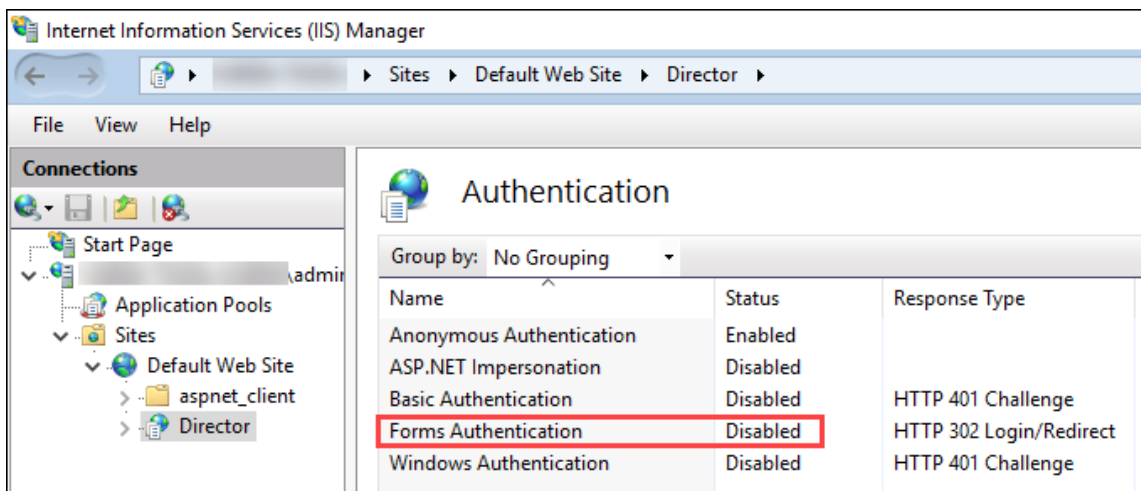 Internet Information Services (IIS) Manager
Sites Default Web Site Director
File View Help
Connections
Start Page
\admin
Application Pools
Sites
Default Web Site
aspnet_client
Director
Authentication
Group by: No Grouping
Name Status Response Type
Anonymous Authentication Enabled
ASP.NET Impersonation Disabled
Basic Authentication Disabled HTTP 401 Challenge
Forms Authentication Disabled HTTP 302 Login/Redirect
Windows Authentication Disabled HTTP 401 Challenge